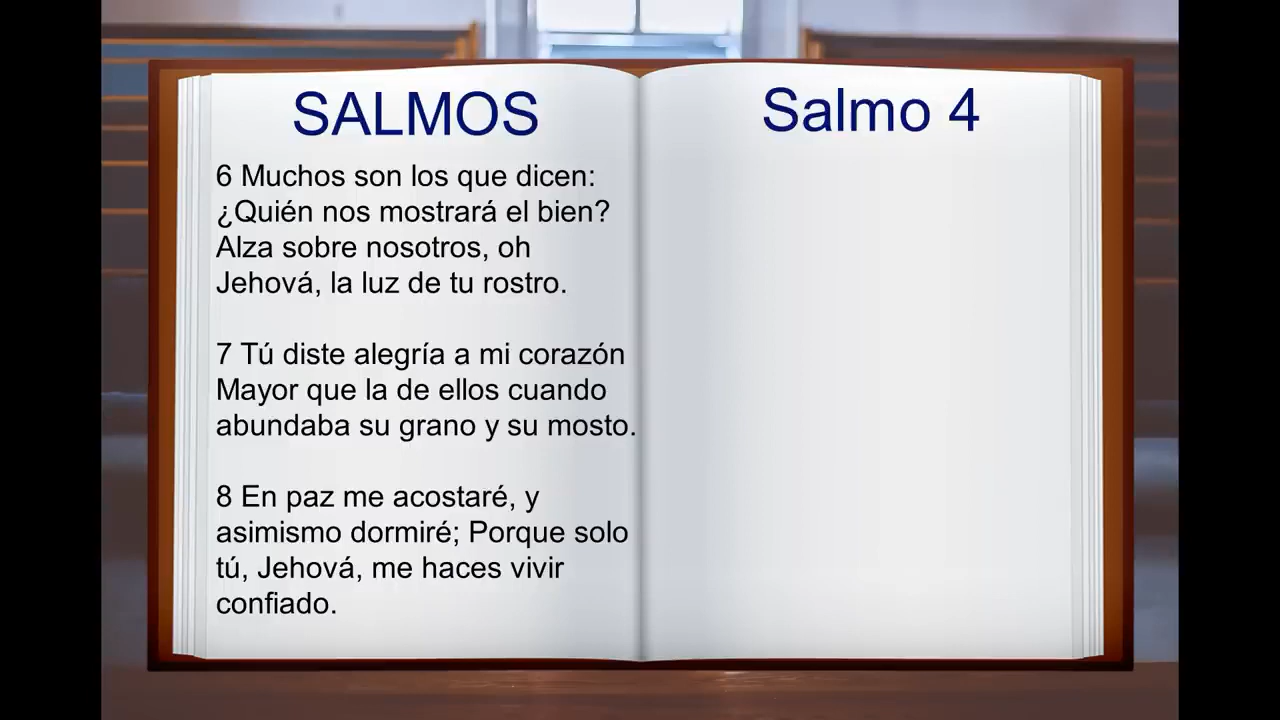 SALMOS
6 Muchos son los que dicen:
¿Quién nos mostrará el bien?
Alza sobre nosotros, oh
Jehová, la luz de tu rostro.
7 Tú diste alegría a mi corazón
Mayor que la de ellos cuando
abundaba su grano y su mosto.
8 En paz me acostaré, y
asimismo dormiré; Porque solo
tú, Jehová, me haces vivir
confiado.
Salmo 4